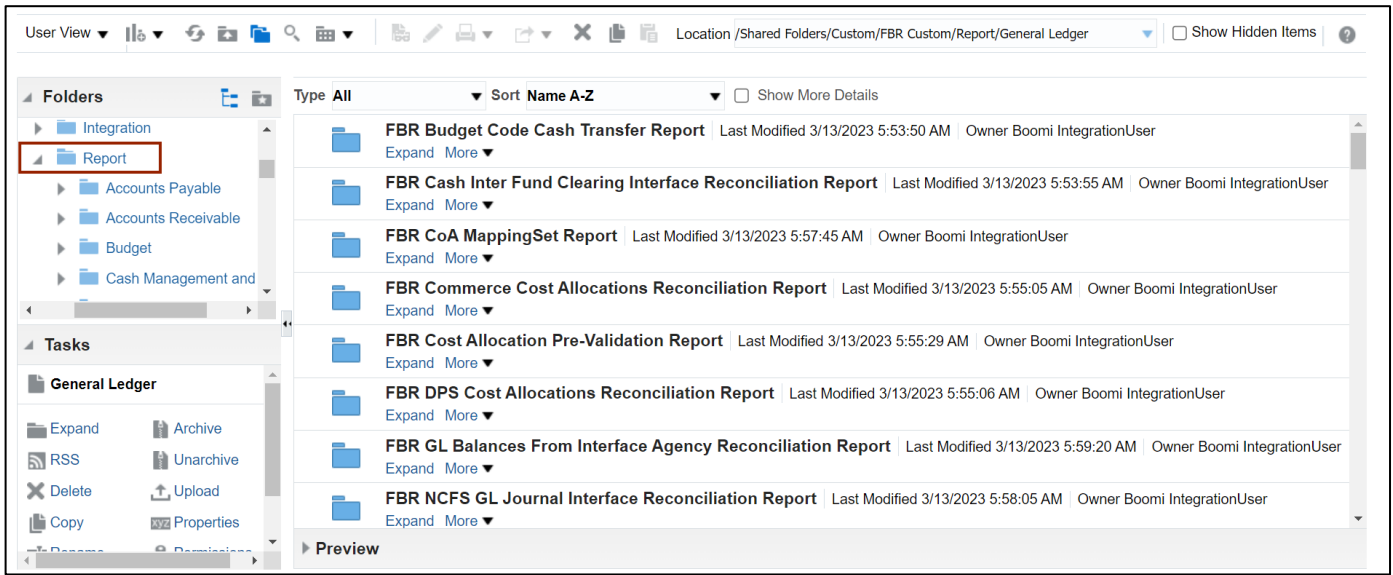 User View
Location /Shared Folders/Custom/FBR Custom/Report/General Ledger
Show Hidden Items
Folders
Integration
Report
Accounts Payable
Accounts Receivable
Budget
Cash Management and
Tasks
General Ledger
Expand Archive
RSS Unarchive
Delete Upload
Copy xyz Properties
Rename Permissions
Type All Sort Name A-Z Show More Details
FBR Budget Code Cash Transfer Report Last Modified 3/13/2023 5:53:50 AM Owner Boomi IntegrationUser
Expand More
FBR Cash Inter Fund Clearing Interface Reconciliation Report Last Modified 3/13/2023 5:53:55 AM Owner Boomi IntegrationUser
Expand More
FBR CoA MappingSet Report Last Modified 3/13/2023 5:57:45 AM Owner Boomi IntegrationUser
Expand More
FBR Commerce Cost Allocations Reconciliation Report Last Modified 3/13/2023 5:55:05 AM Owner Boomi IntegrationUser
Expand More
FBR Cost Allocation Pre-Validation Report Last Modified 3/13/2023 5:55:29 AM Owner Boomi IntegrationUser
Expand More
FBR DPS Cost Allocations Reconciliation Report Last Modified 3/13/2023 5:55:06 AM Owner Boomi IntegrationUser
Expand More
FBR GL Balances From Interface Agency Reconciliation Report Last Modified 3/13/2023 5:59:20 AM Owner Boomi IntegrationUser
Expand More
FBR NCFS GL Journal Interface Reconciliation Report Last Modified 3/13/2023 5:58:05 AM Owner Boomi IntegrationUser
Expand More
Preview